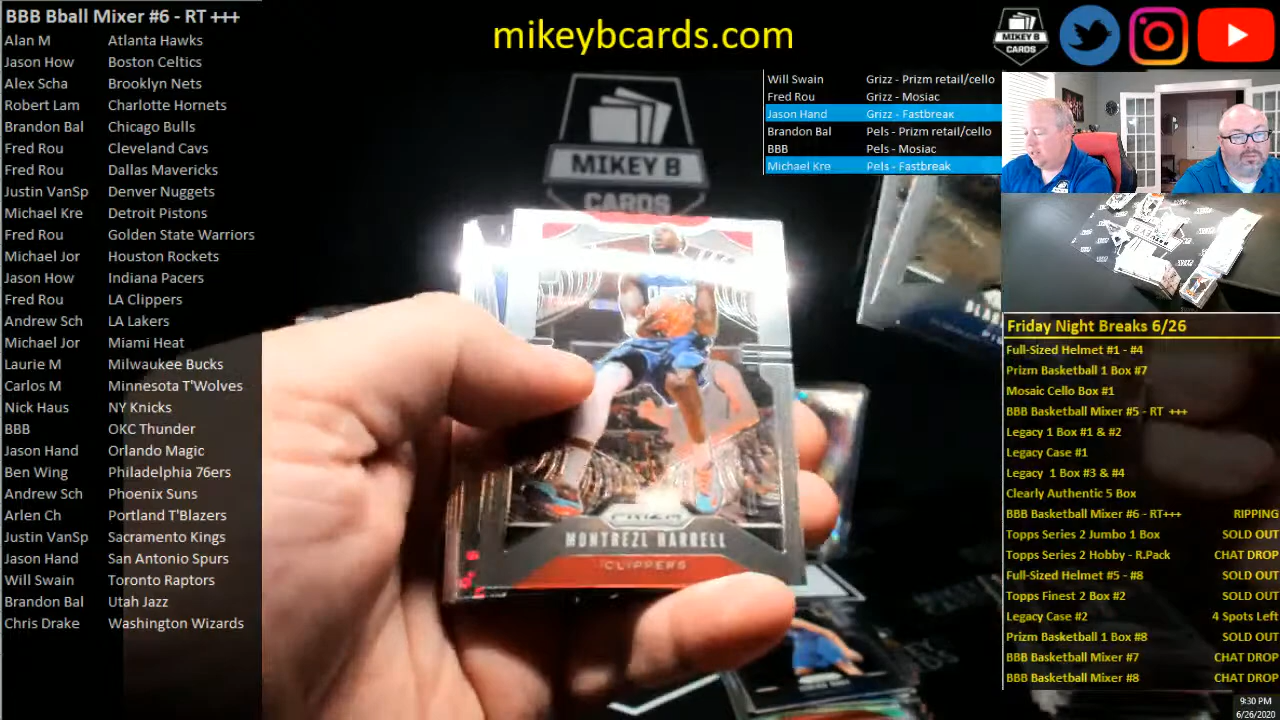 BBB Bball Mixer #6 - RT +++
Alan M Atlanta Hawks
Jason How Boston Celtics
Alex Scha Brooklyn Nets
Robert Lam Charlotte Hornets
Brandon Bal Chicago Bulls
Fred Rou Cleveland Cavs
Fred Rou Dallas Mavericks
Justin VanSp Denver Nuggets
Michael Kre Detroit Pistons
Fred Rou Golden State Warriors
Michael Jor Houston Rockets
Jason How Indiana Pacers
Fred Rou LA Clippers
Andrew Sch LA Lakers
Michael Jor Miami Heat
Laurie M Milwaukee Bucks
Carlos M Minnesota T'Wolves
Nick Haus NY Knicks
BBB OKC Thunder
Jason Hand Orlando Magic
Ben Wing Philadelphia 76ers
Andrew Sch Phoenix Suns
Arlen Ch Portland T'Blazers
Justin VanSp Sacramento Kings
Jason Hand San Antonio Spurs
Will Swain Toronto Raptors
Brandon Bal Utah Jazz
Chris Drake Washington Wizards
mikeybcards.com
MIKEY B
CARDS
MIKEY B
CARDS
Will Swain Grizz - Prizm retail/cello
Fred Rou Grizz - Mosiac
Jason Hand Grizz - Fastbreak
Brandon Bal Pels - Prizm retail/cello
BBB Pels - Mosiac
Michael Kre Pels - Fastbreak
PRIZM
MONTREZL HARRELL
CLIPPERS
Friday Night Breaks 6/26
Full-Sized Helmet #1 - #4
Prizm Basketball 1 Box #7
Mosaic Cello Box #1
BBB Basketball Mixer #5 - RT +++
Legacy 1 Box #1 & #2
Legacy Case #1
Legacy 1 Box #3 & #4
Clearly Authentic 5 Box
BBB Basketball Mixer #6 - RT+++ RIPPING
Topps Series 2 Jumbo 1 Box SOLD OUT
Topps Series 2 Hobby - R.Pack CHAT DROP
Full-Sized Helmet #5 - #8 SOLD OUT
Topps Finest 2 Box #2 SOLD OUT
Legacy Case #2 4 Spots Left
Prizm Basketball 1 Box #8 SOLD OUT
BBB Basketball Mixer #7 CHAT DROP
BBB Basketball Mixer #8 CHAT DROP
9:30 PM
6/26/2020